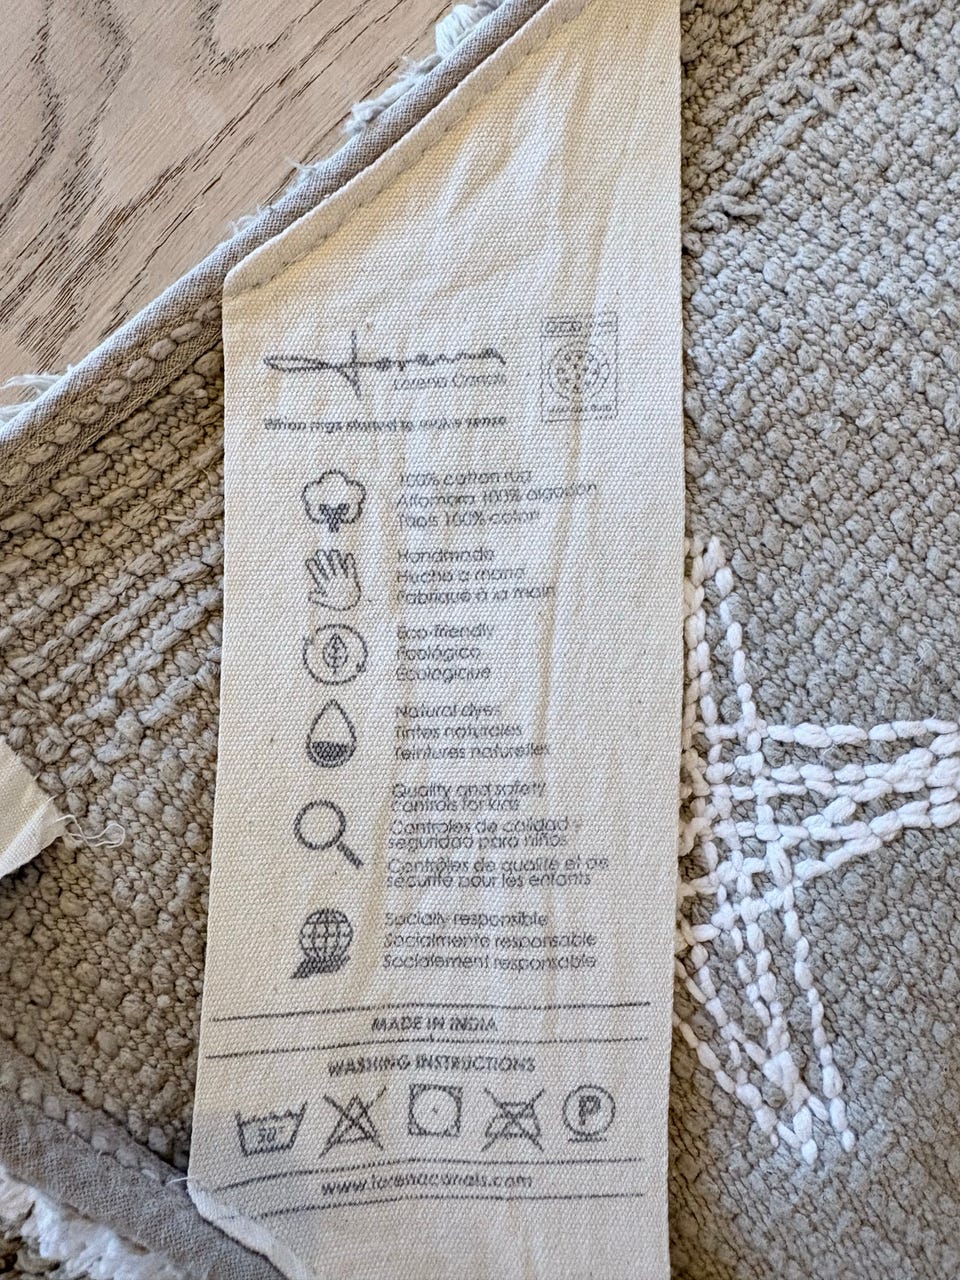 Lorena
Lorena Canals
When rugs started to make sense
100% cotton rug
Alfombra 100% algodón
Tapis 100% coton
Handmade
Hecho a mano
Fabriqué à la main
Eco-friendly
Ecológico
Écologique
Natural dyes
Tintes naturales
Teintures naturelles
Quality and safety
controls for kids
Controles de calidad y
seguridad para niños
Contrôles de qualité et de
sécurité pour les enfants
Socially responsible
Socialmente responsable
Socialement responsable
MADE IN INDIA
WASHING INSTRUCTIONS
30°
P
www.lorenacanals.com